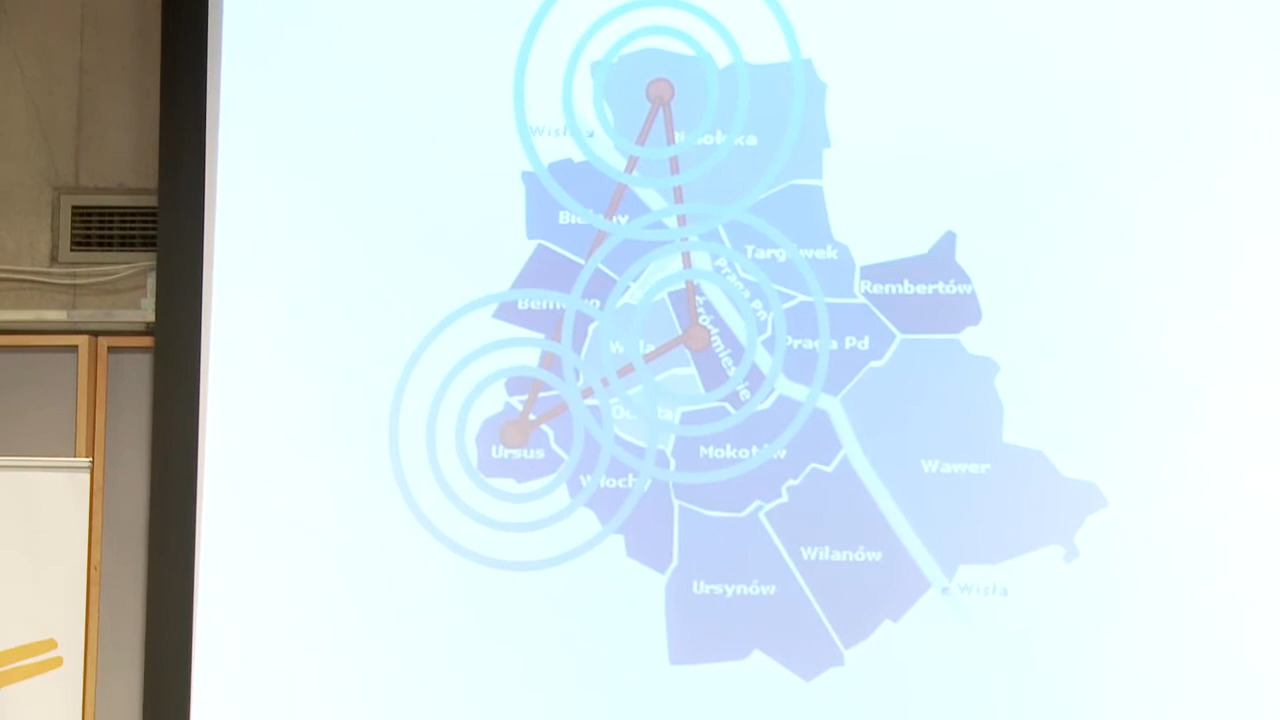 Wisła
Białołęka
Bielany
Targówek
Praga Pn
Rembertów
Bemowo
Śródmieście
Praga Pd
Wola
Ochota
Ursus
Mokotów
Wawer
Włochy
Wilanów
Ursynów
Wisła